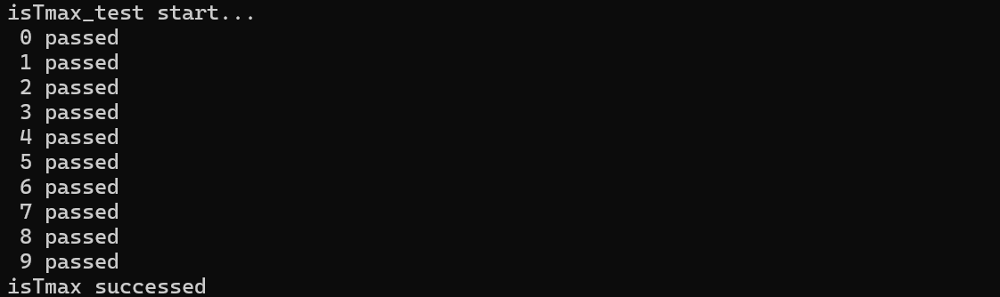 isTmax_test start...
 0 passed
 1 passed
 2 passed
 3 passed
 4 passed
 5 passed
 6 passed
 7 passed
 8 passed
 9 passed
isTmax successed